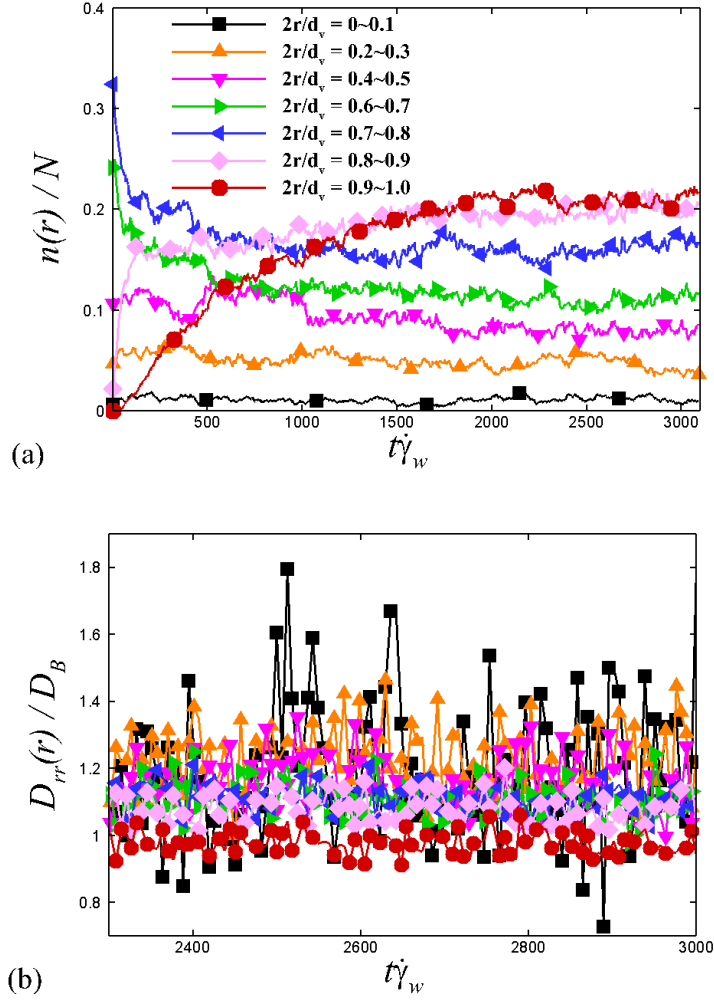 0.4
0.3
0.2
0.1
0
n(r) / N
2r/d_v = 0~0.1
2r/d_v = 0.2~0.3
2r/d_v = 0.4~0.5
2r/d_v = 0.6~0.7
2r/d_v = 0.7~0.8
2r/d_v = 0.8~0.9
2r/d_v = 0.9~1.0
500 1000 1500 2000 2500 3000
tγ̇_w
(a)
1.8
1.6
1.4
1.2
1
0.8
D_rr(r) / D_B
2400 2600 2800 3000
tγ̇_w
(b)